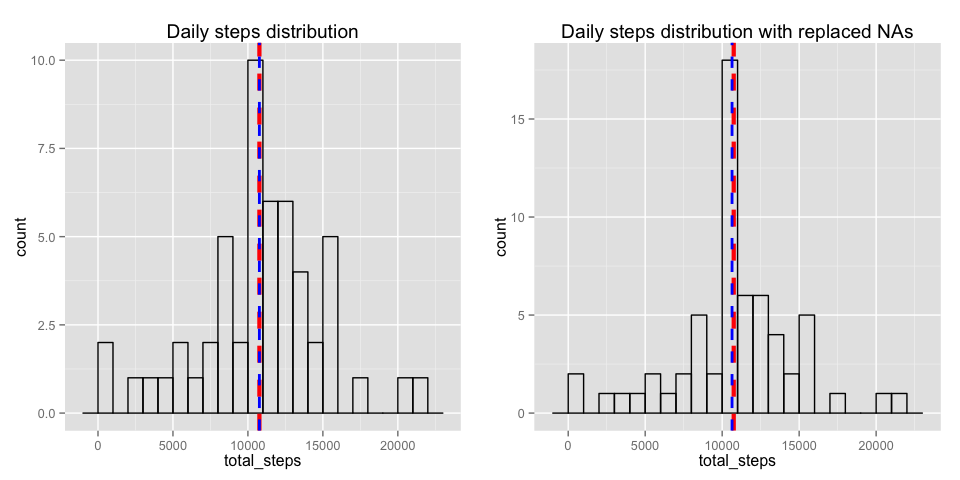 Daily steps distribution
10.0
7.5
5.0
2.5
0.0
count
0 5000 10000 15000 20000
total_steps
Daily steps distribution with replaced NAs
15
10
5
0
count
0 5000 10000 15000 20000
total_steps